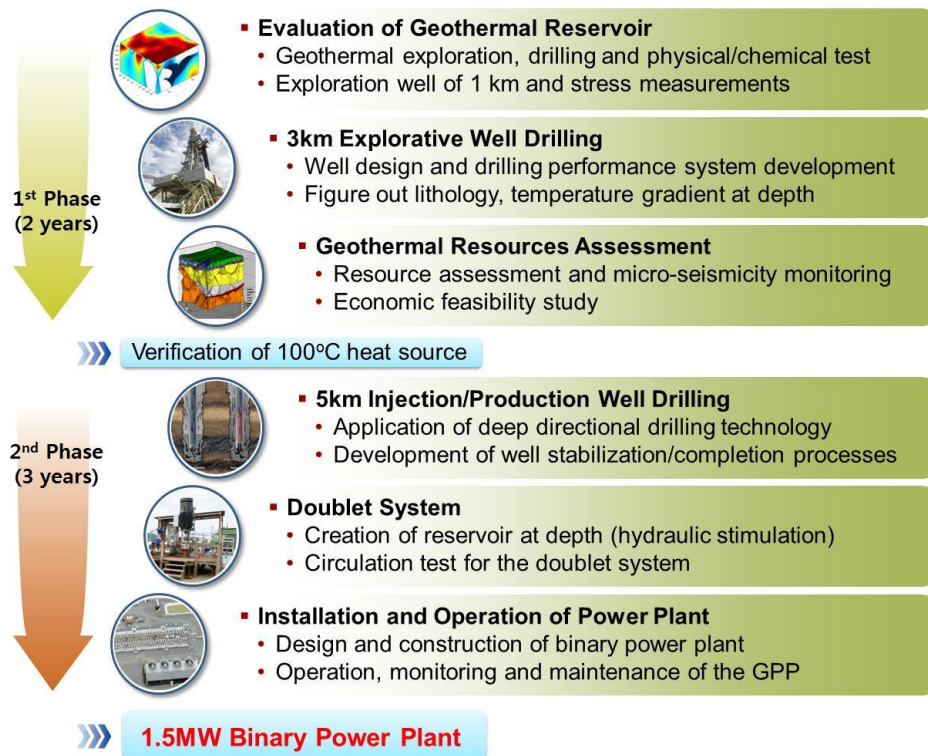 ▪ Evaluation of Geothermal Reservoir
• Geothermal exploration, drilling and physical/chemical test
• Exploration well of 1 km and stress measurements
▪ 3km Explorative Well Drilling
• Well design and drilling performance system development
• Figure out lithology, temperature gradient at depth
1st Phase
(2 years)
▪ Geothermal Resources Assessment
• Resource assessment and micro-seismicity monitoring
• Economic feasibility study
Verification of 100oC heat source
▪ 5km Injection/Production Well Drilling
• Application of deep directional drilling technology
• Development of well stabilization/completion processes
2nd Phase
(3 years)
▪ Doublet System
• Creation of reservoir at depth (hydraulic stimulation)
• Circulation test for the doublet system
▪ Installation and Operation of Power Plant
• Design and construction of binary power plant
• Operation, monitoring and maintenance of the GPP
1.5MW Binary Power Plant